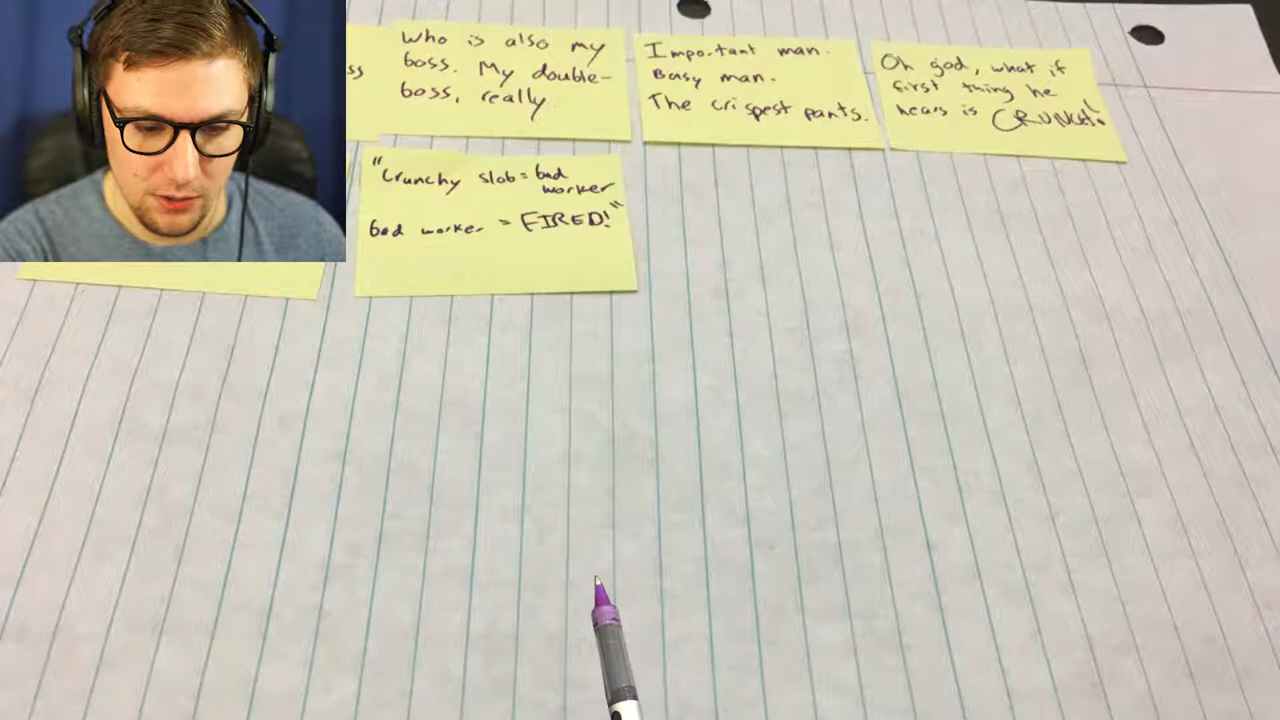 ss
Who is also my
boss. My double-
boss, really.
Important man.
Busy man.
The crispest pants.
Oh god, what if
first thing he
hears is CRUNCH!
"Crunchy slob = bad
worker
bad worker = FIRED!"